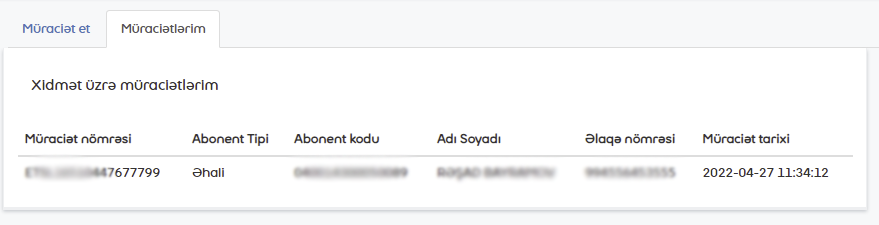 Müraciət et Müraciətlərim
Xidmət üzrə müraciətlərim
Müraciət nömrəsi Abonent Tipi Abonent kodu Adı Soyadı Əlaqə nömrəsi Müraciət tarixi
Əhali 2022-04-27 11:34:12